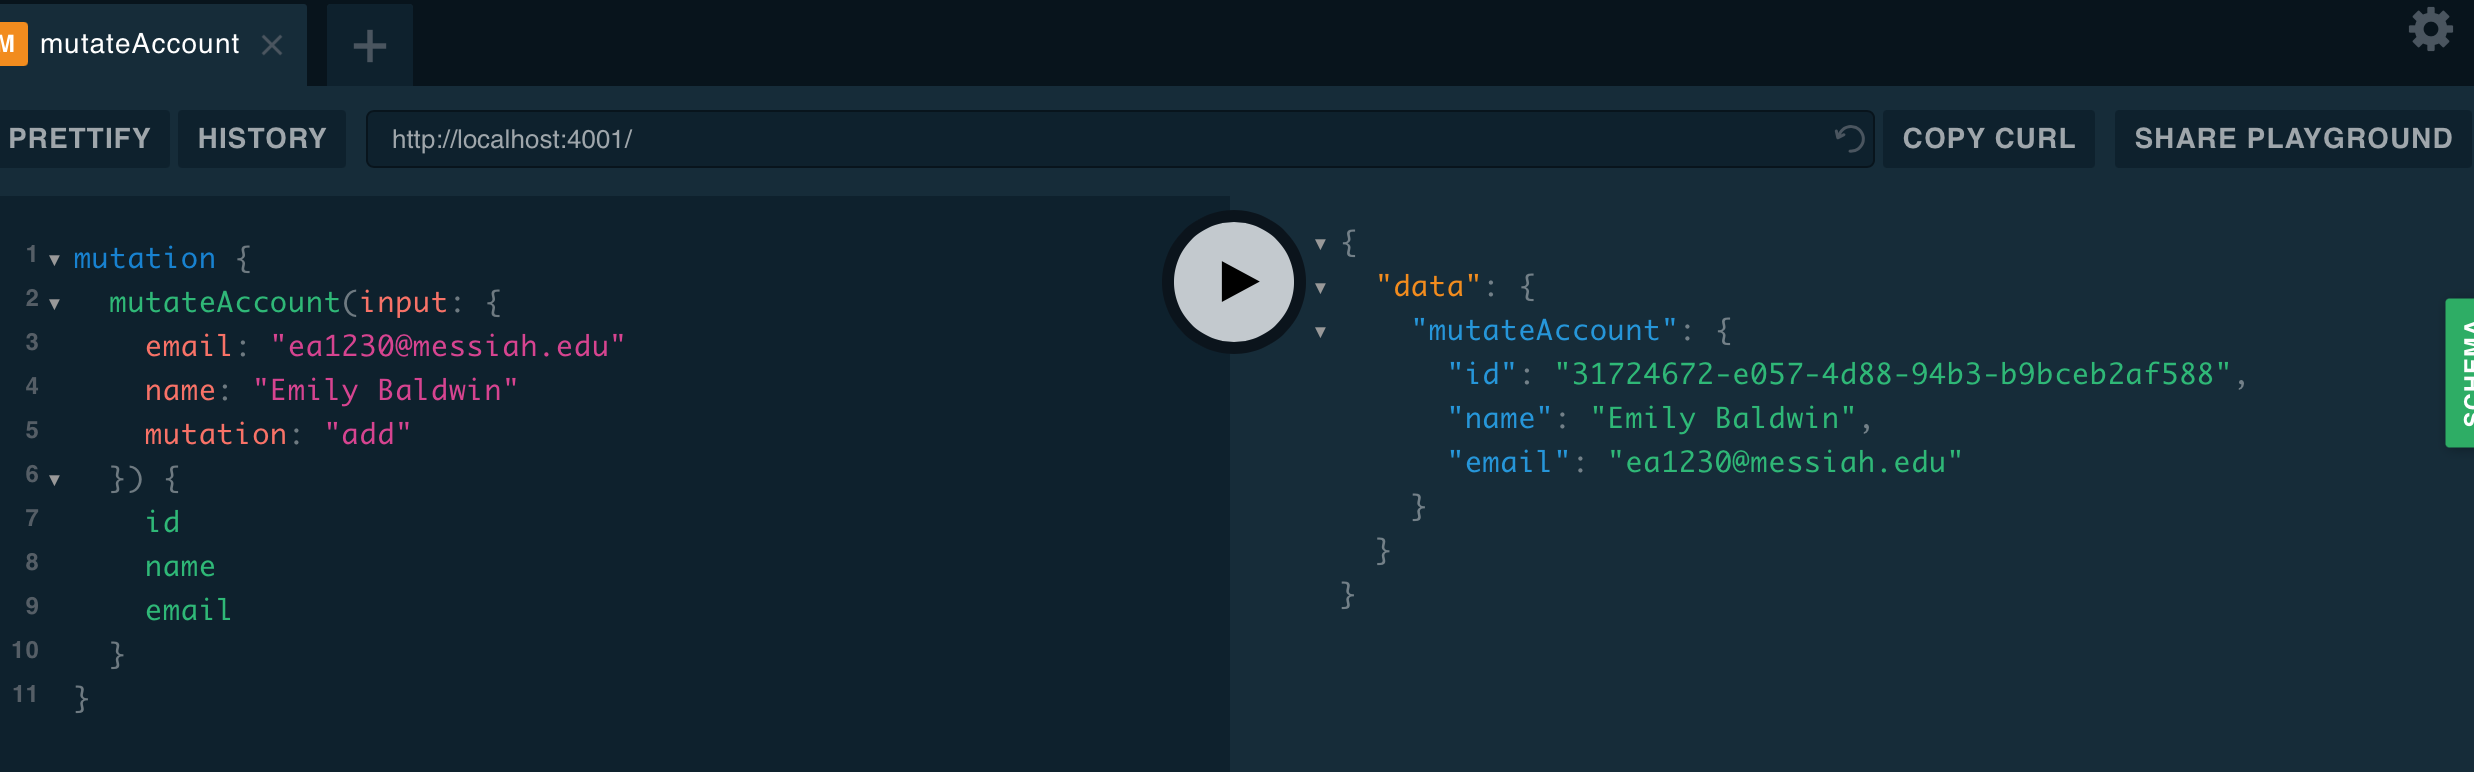 M mutateAccount
PRETTIFY HISTORY http://localhost:4001/ COPY CURL SHARE PLAYGROUND
1 mutation {
2 mutateAccount(input: {
3 email: "ea1230@messiah.edu"
4 name: "Emily Baldwin"
5 mutation: "add"
6 }) {
7 id
8 name
9 email
10 }
11 }
{
"data": {
"mutateAccount": {
"id": "31724672-e057-4d88-94b3-b9bceb2af588",
"name": "Emily Baldwin",
"email": "ea1230@messiah.edu"
}
}
}
SCHEMA